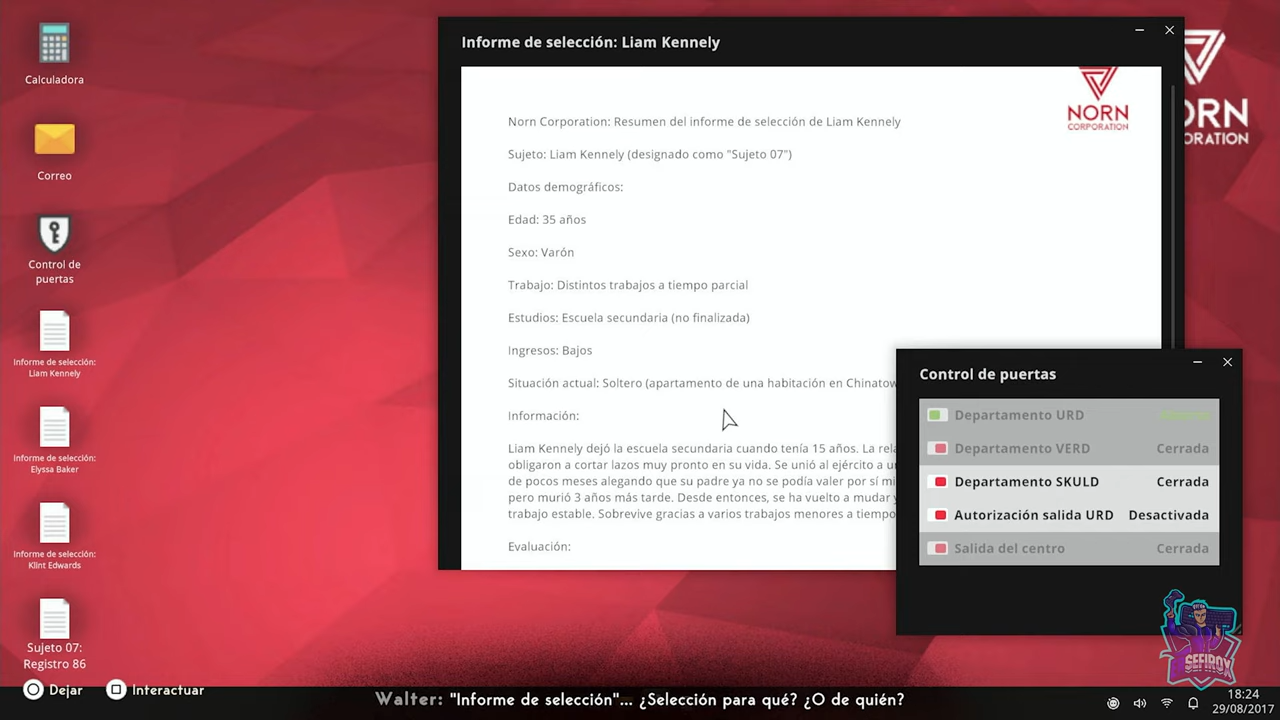 Calculadora
Correo
Control de
puertas
Informe de selección:
Liam Kennely
Informe de selección:
Elyssa Baker
Informe de selección:
Klint Edwards
Sujeto 07:
Registro 86
Informe de selección: Liam Kennely
NORN
CORPORATION
Norn Corporation: Resumen del informe de selección de Liam Kennely
Sujeto: Liam Kennely (designado como "Sujeto 07")
Datos demográficos:
Edad: 35 años
Sexo: Varón
Trabajo: Distintos trabajos a tiempo parcial
Estudios: Escuela secundaria (no finalizada)
Ingresos: Bajos
Situación actual: Soltero (apartamento de una habitación en
Información:
Liam Kennely dejó la escuela secundaria cuando tenía 15 años. La
obligaron a cortar lazos muy pronto en su vida. Se unió al ejército a
de pocos meses alegando que su padre ya no se podía valer por sí
pero murió 3 años más tarde. Desde entonces, se ha vuelto a mudar
trabajo estable. Sobrevive gracias a varios trabajos menores a tiempo
Evaluación:
Control de puertas
Departamento URD
Departamento VERD Cerrada
Departamento SKULD Cerrada
Autorización salida URD Desactivada
Salida del centro Cerrada
SEFIROX
Dejar Interactuar
Walter: "Informe de selección"... ¿Selección para qué? ¿O de quién?
18:24
29/08/2017